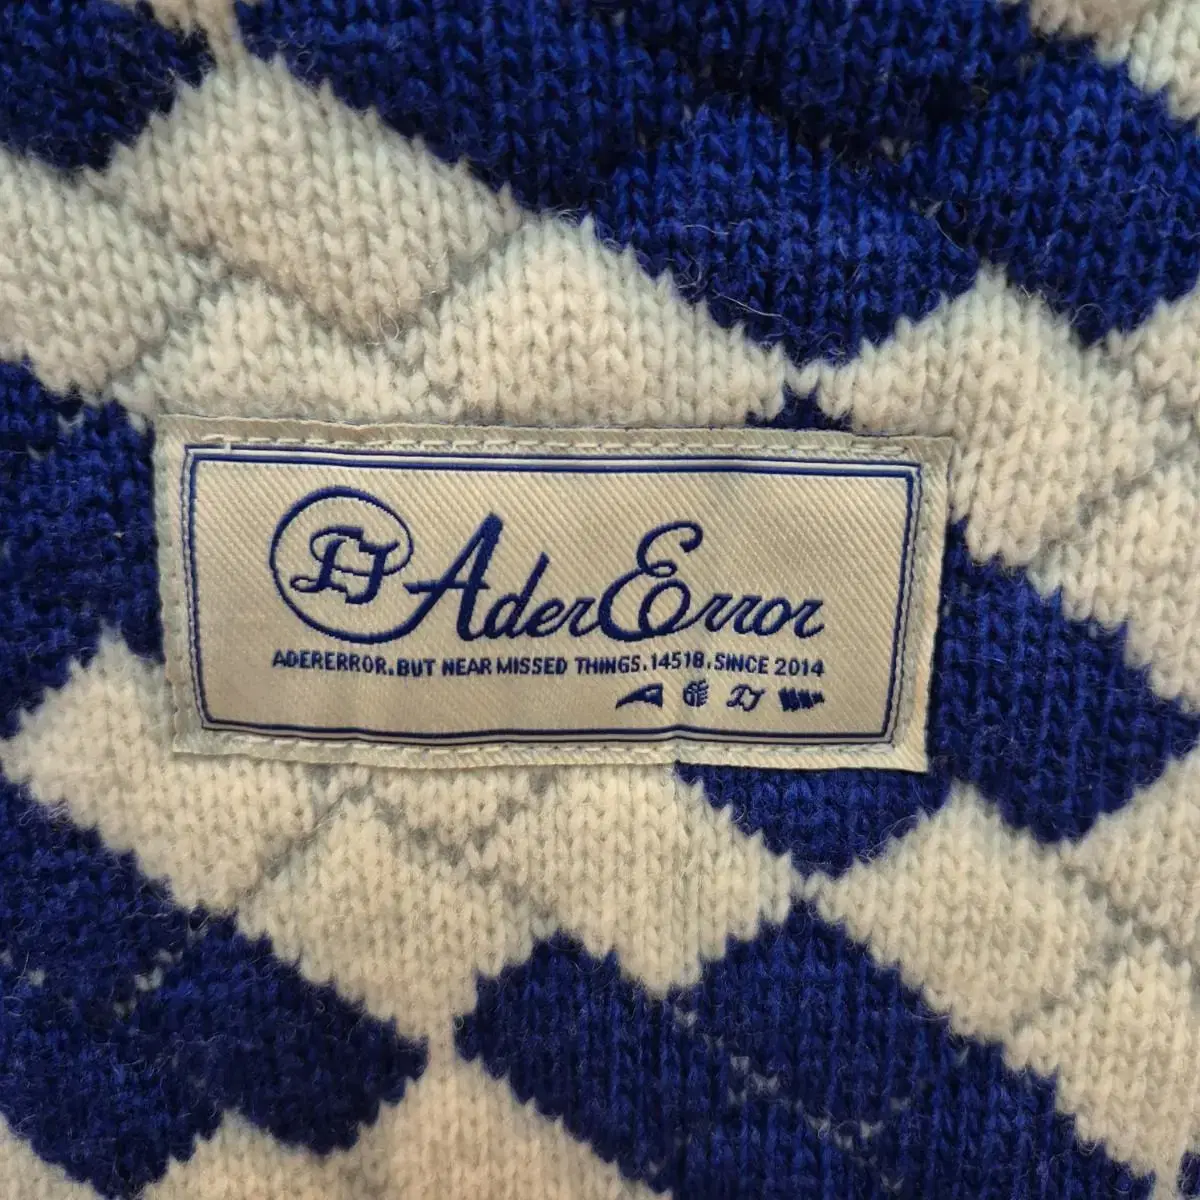 AderError
ADERERROR.BUT NEAR MISSED THINGS.14518.SINCE 2014